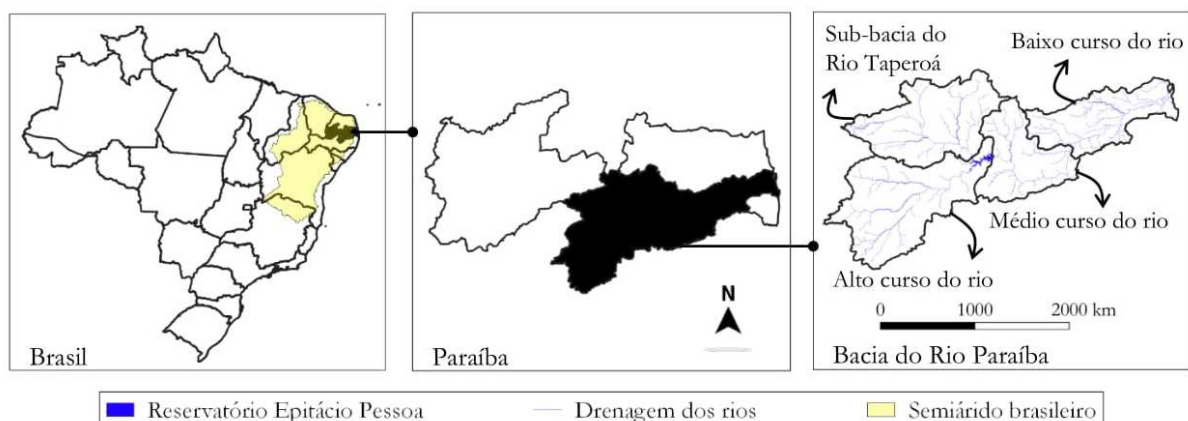 Brasil
N
Paraíba
Sub-bacia do
Rio Taperoá
Baixo curso do rio
Médio curso do rio
Alto curso do rio
0 1000 2000 km
Bacia do Rio Paraíba
Reservatório Epitácio Pessoa
Drenagem dos rios
Semiárido brasileiro